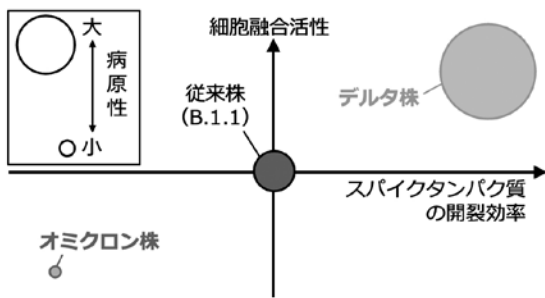 大
病原性
小
細胞融合活性
従来株
(B.1.1)
デルタ株
スパイクタンパク質
の開裂効率
オミクロン株